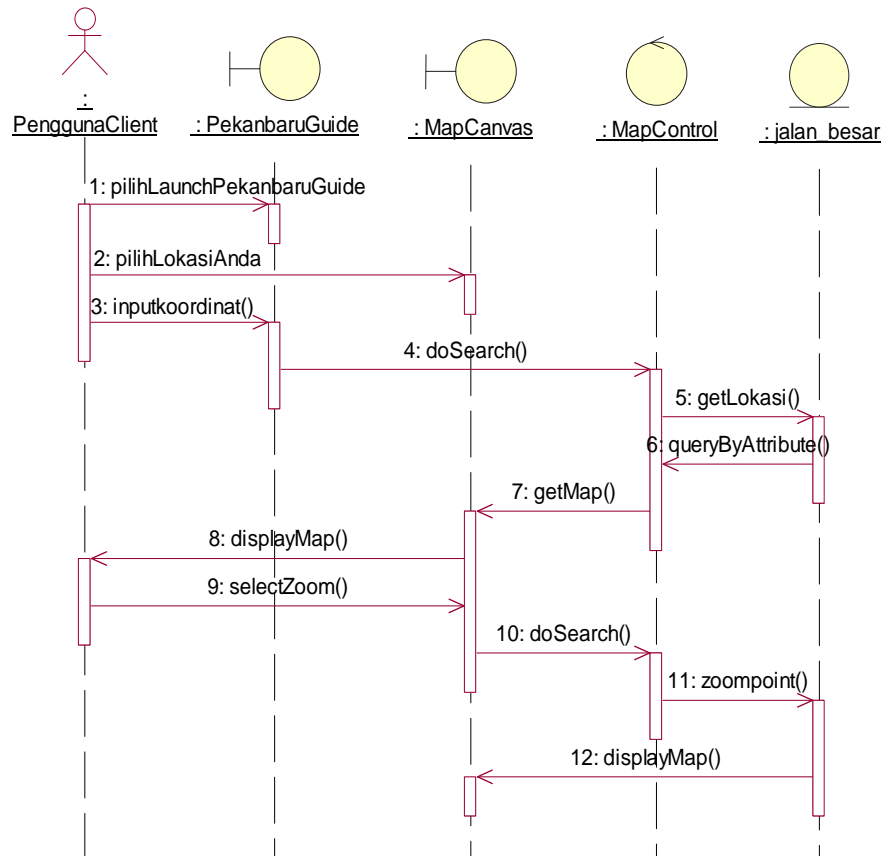 :
PenggunaClient
: PekanbaruGuide
: MapCanvas
: MapControl
: jalan_besar
1: pilihLaunchPekanbaruGuide
2: pilihLokasiAnda
3: inputkoordinat()
4: doSearch()
5: getLokasi()
6: queryByAttribute()
7: getMap()
8: displayMap()
9: selectZoom()
10: doSearch()
11: zoompoint()
12: displayMap()